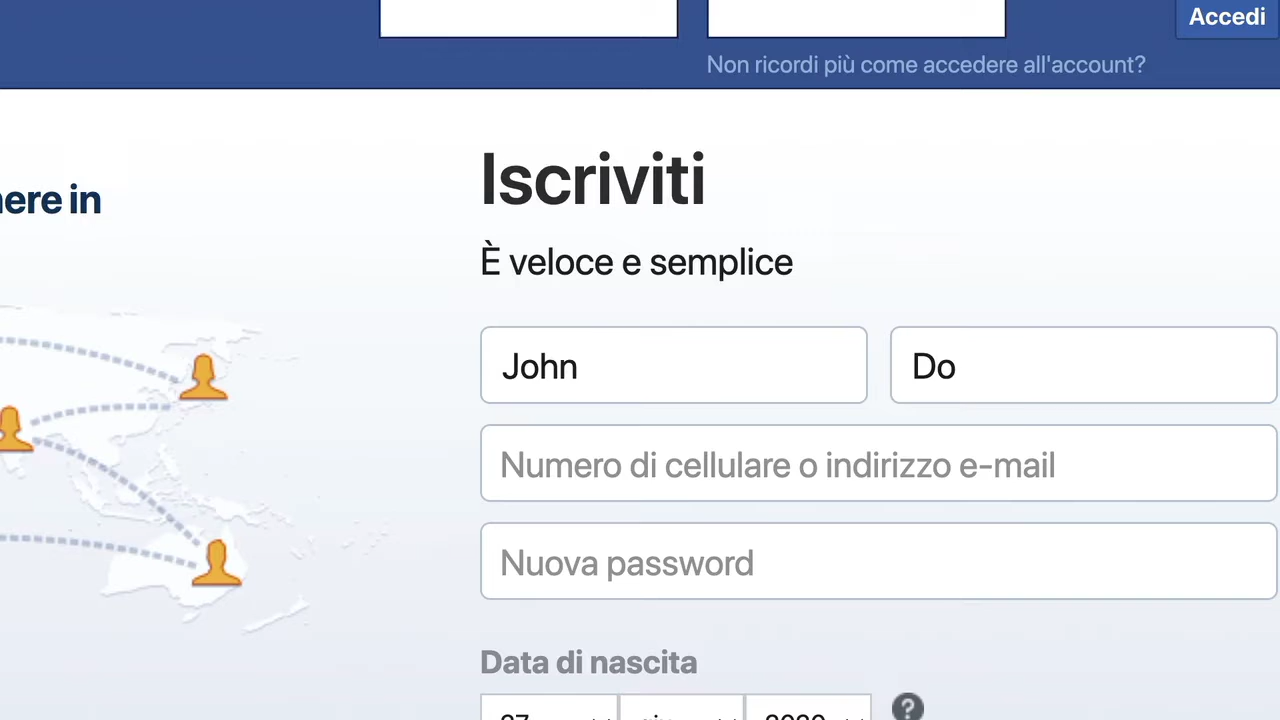 Accedi
Non ricordi più come accedere all'account?
Iscriviti
in
È veloce e semplice
John Do
Numero di cellulare o indirizzo e-mail
Nuova password
Data di nascita
?